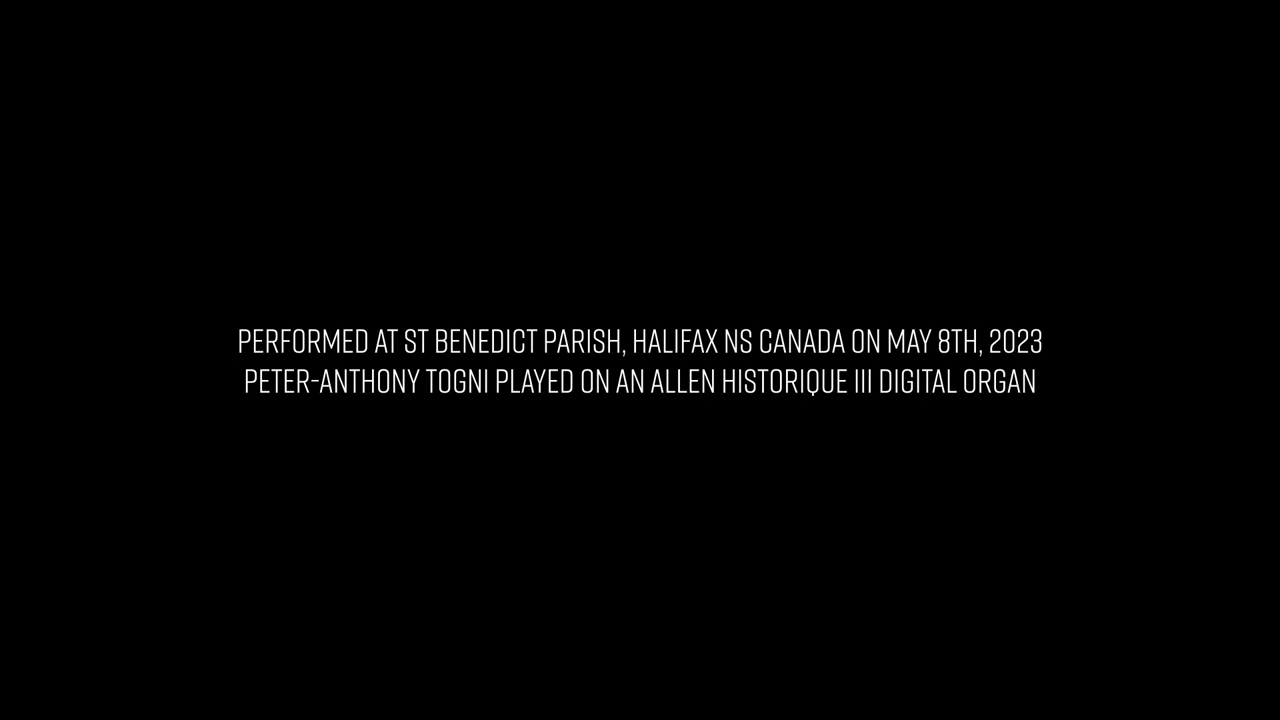 PERFORMED AT ST BENEDICT PARISH, HALIFAX NS CANADA ON MAY 8TH, 2023
PETER-ANTHONY TOGNI PLAYED ON AN ALLEN HISTORIQUE III DIGITAL ORGAN